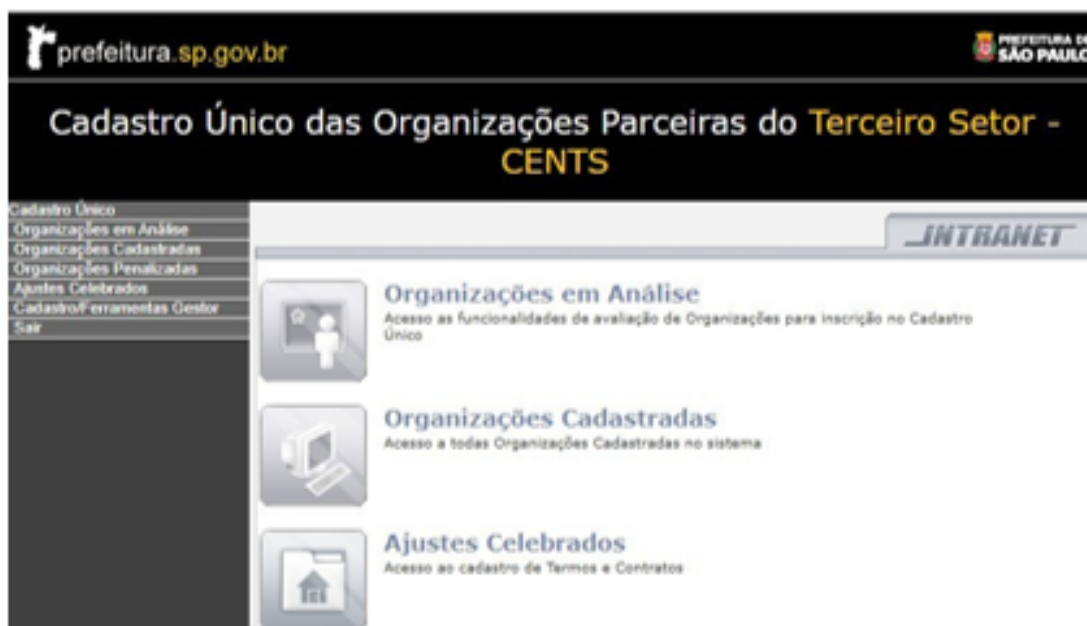 prefeitura.sp.gov.br
PREFEITURA DE
SÃO PAULO
Cadastro Único das Organizações Parceiras do Terceiro Setor -
CENTS
Cadastro Único
Organizações em Análise
Organizações Cadastradas
Organizações Penalizadas
Ajustes Celebrados
Cadastro/Ferramentas Gestor
Sair
INTRANET
Organizações em Análise
Acesso as funcionalidades de avaliação de Organizações para inscrição no Cadastro
Único
Organizações Cadastradas
Acesso a todas Organizações Cadastradas no sistema
Ajustes Celebrados
Acesso ao cadastro de Termos e Contratos